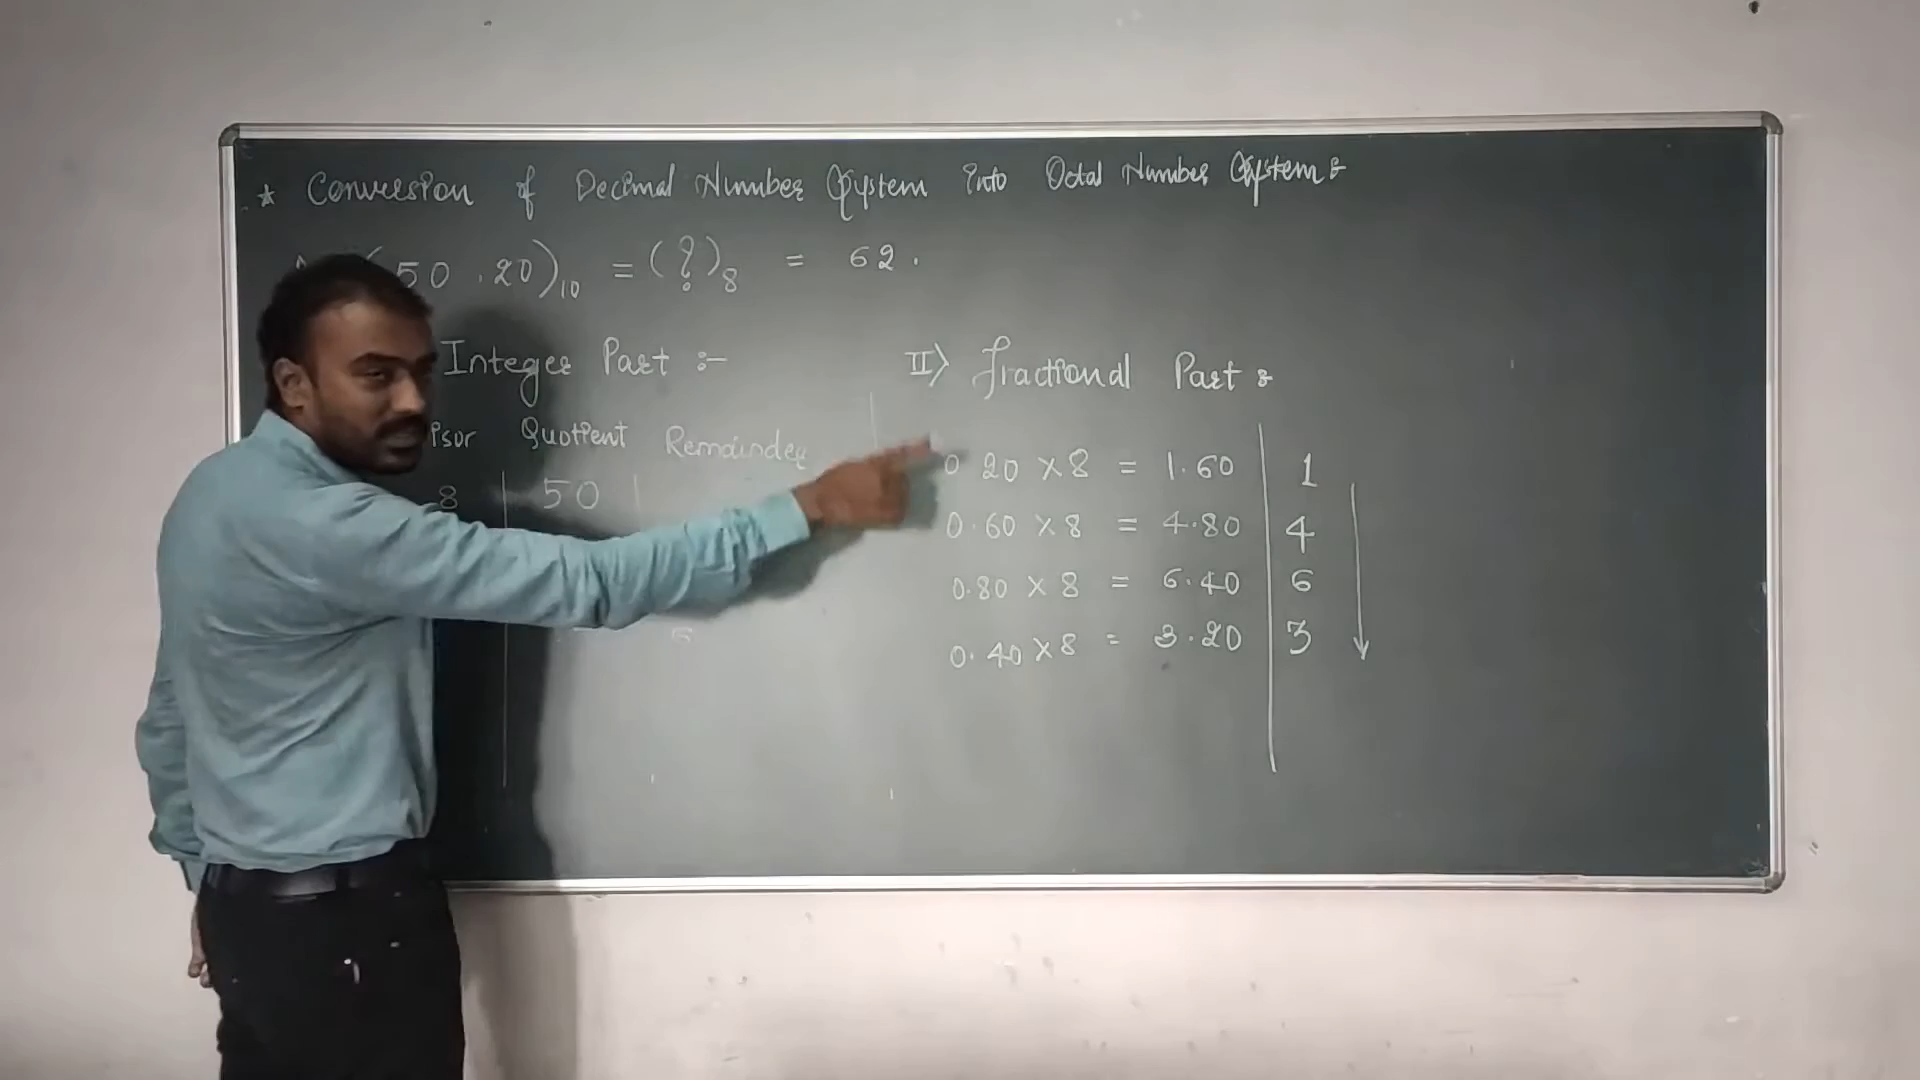 * Conversion of Decimal Number System Into Octal Number System :
50 .20)10 = (?)8 = 62.
Integer Part :-
Quotient Remainder
8 50
II) Fractional Part :
0 20 x 8 = 1.60 1
0.60 x 8 = 4.80 4
0.80 x 8 = 6.40 6
0.40 x 8 = 3.20 3